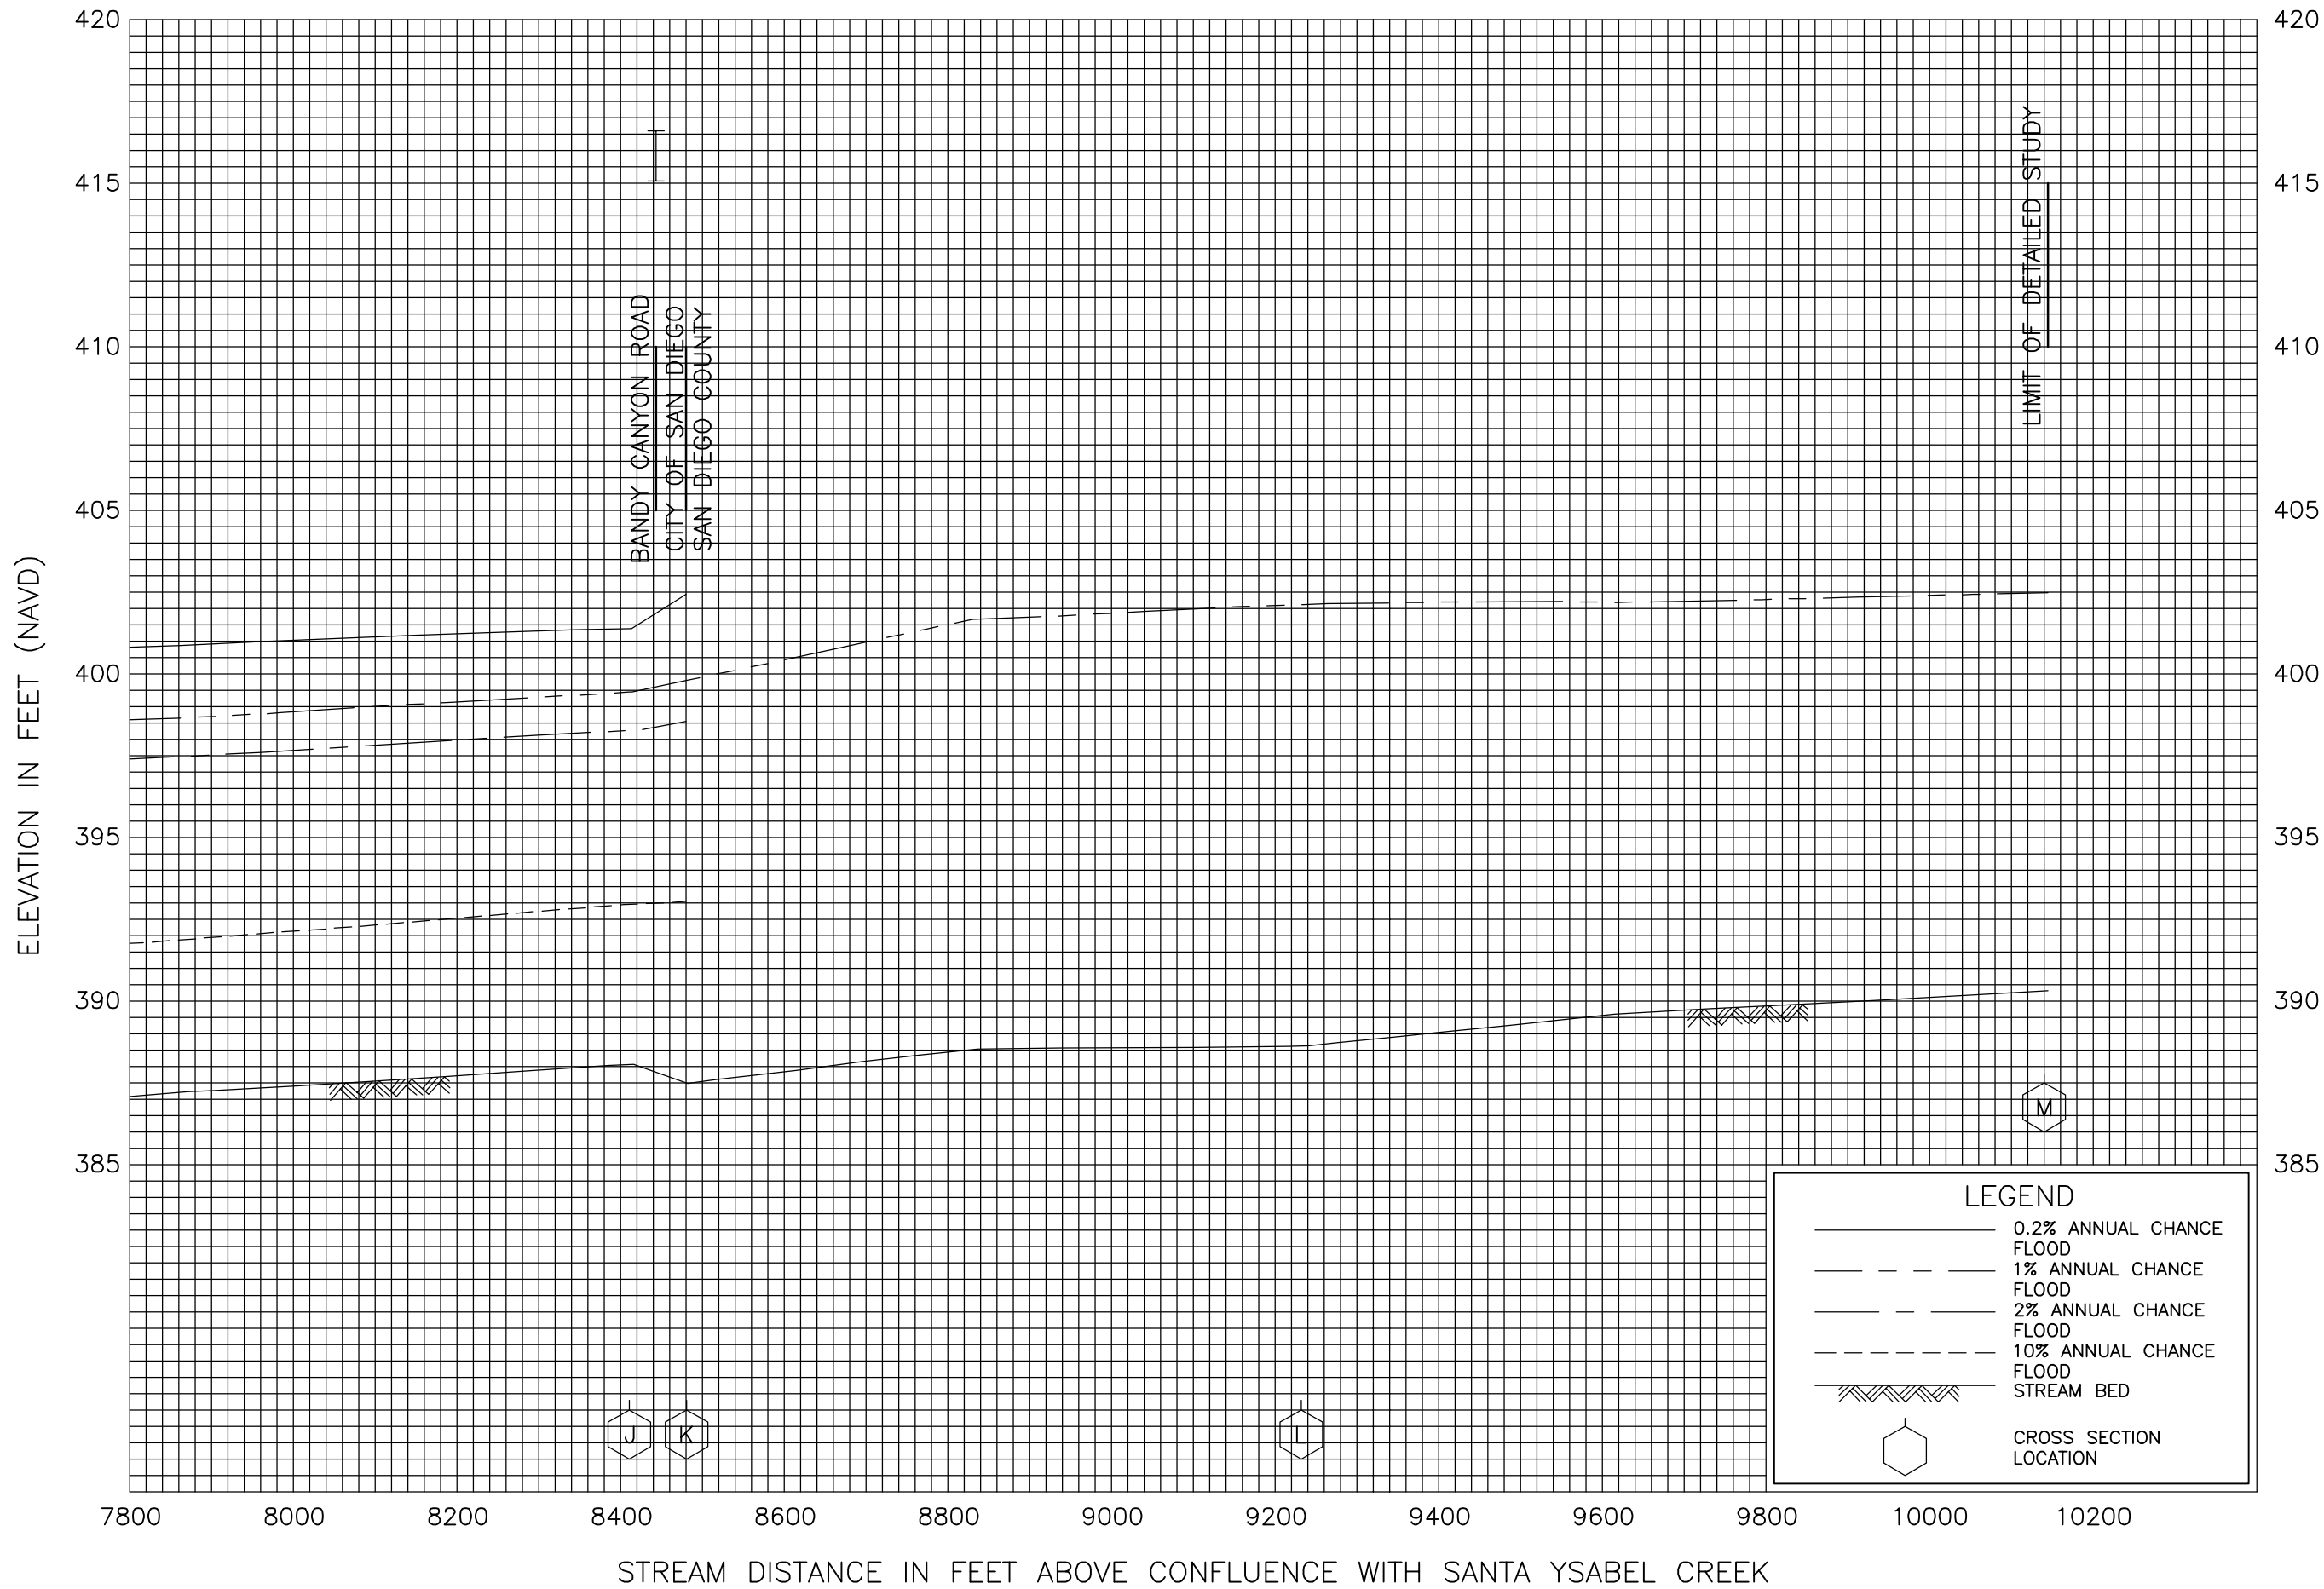 420
415
410
405
400
395
390
385
420
415
410
405
400
395
390
385
ELEVATION IN FEET (NAVD)
BANDY CANYON ROAD
CITY OF SAN DIEGO
SAN DIEGO COUNTY
LIMIT OF DETAILED STUDY
M
J
K
L
LEGEND
0.2% ANNUAL CHANCE
FLOOD
1% ANNUAL CHANCE
FLOOD
2% ANNUAL CHANCE
FLOOD
10% ANNUAL CHANCE
FLOOD
STREAM BED
CROSS SECTION
LOCATION
7800 8000 8200 8400 8600 8800 9000 9200 9400 9600 9800 10000 10200
STREAM DISTANCE IN FEET ABOVE CONFLUENCE WITH SANTA YSABEL CREEK